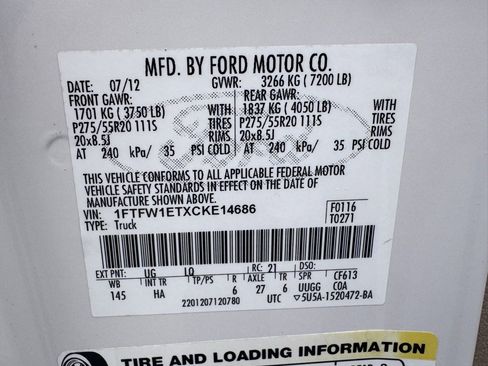 MFD. BY FORD MOTOR CO.
DATE: 07/12 GVWR: 3266 KG ( 7200 LB)
FRONT GAWR: REAR GAWR:
1701 KG ( 3750 LB) WITH 1837 KG ( 4050 LB) WITH
P275/55R20 111S TIRES P275/55R20 111S TIRES
20x8.5J RIMS 20x8.5J RIMS
AT 240 kPa/ 35 PSI COLD AT 240 kPa/ 35 PSI COLD
THIS VEHICLE CONFORMS TO ALL APPLICABLE FEDERAL MOTOR
VEHICLE SAFETY STANDARDS IN EFFECT ON THE DATE OF
MANUFACTURE SHOWN ABOVE.
VIN: 1FTFW1ETXCKE14686 F0116
TYPE: Truck T0271
EXT PNT: UG LQ RC: 21 DSO:
WB HA TP/PS R AXLE TR CF613
145 HA 6 27 6 UUGG COA
2201207120780 UTC ▽5U5A-1520472-BA
TIRE AND LOADING INFORMATION